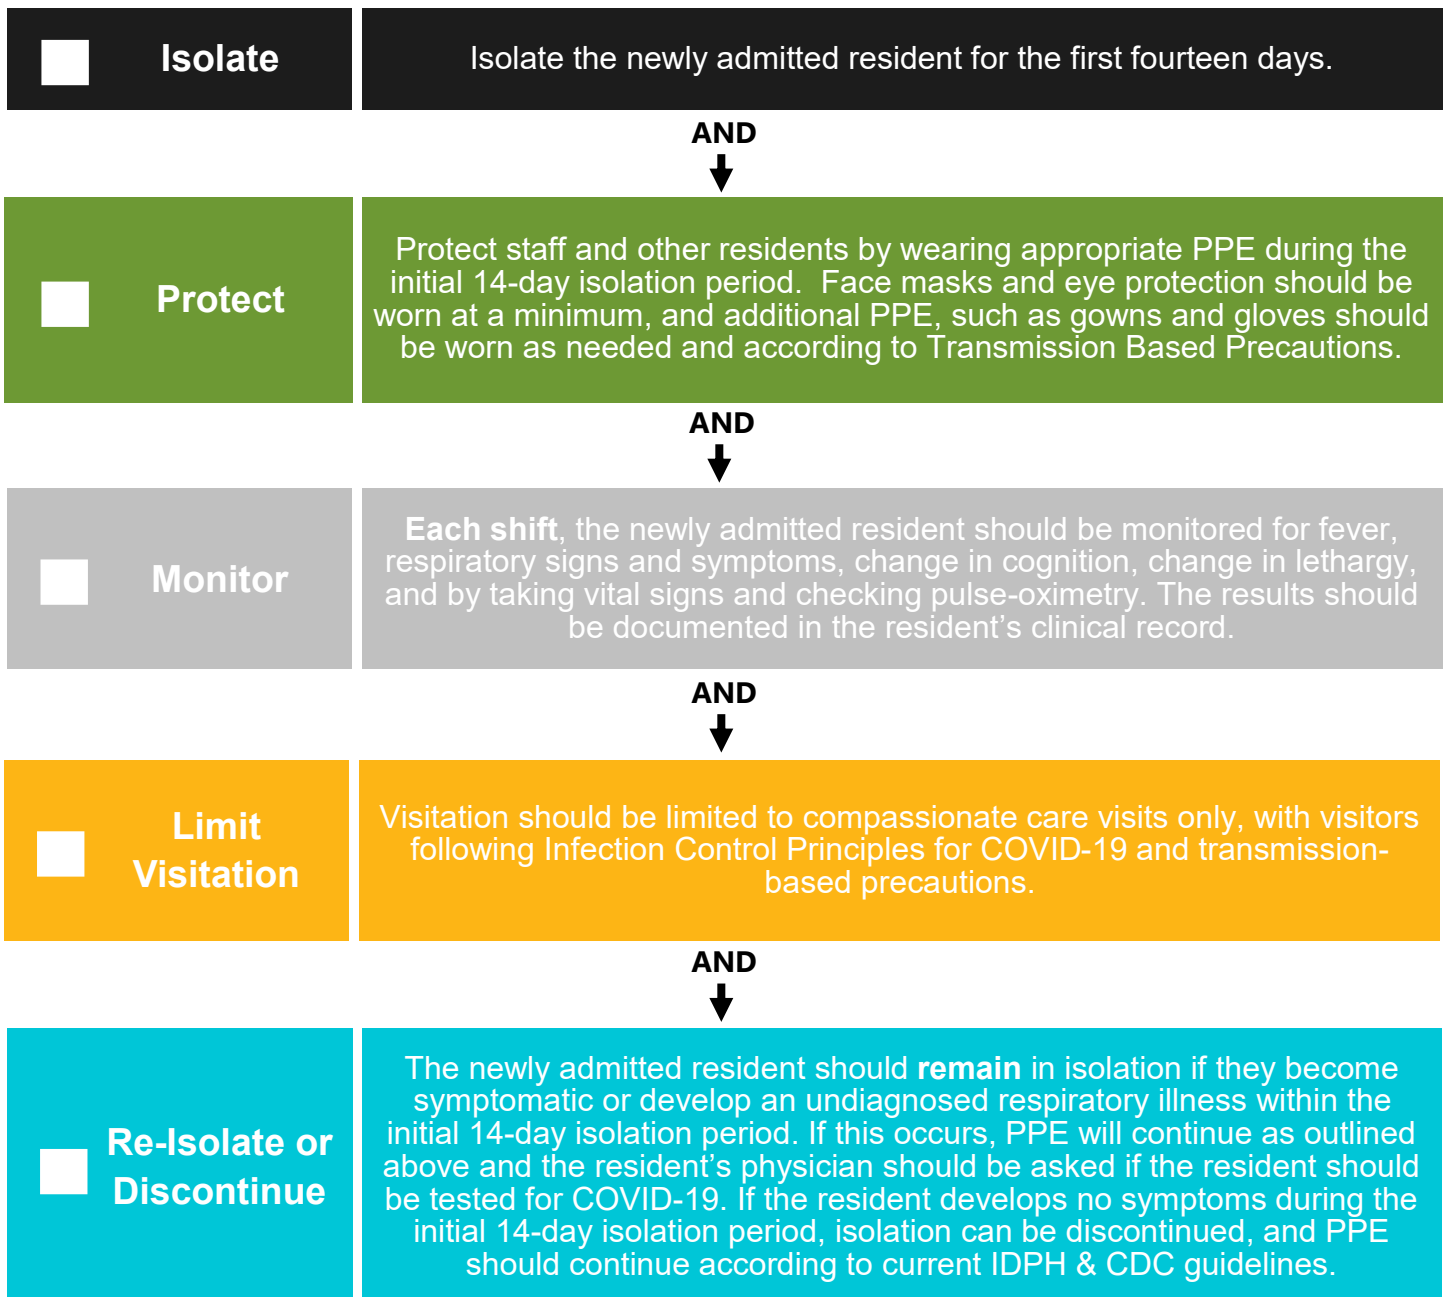 Isolate
Isolate the newly admitted resident for the first fourteen days.
AND
Protect
Protect staff and other residents by wearing appropriate PPE during the
initial 14-day isolation period.  Face masks and eye protection should be
worn at a minimum, and additional PPE, such as gowns and gloves should
be worn as needed and according to Transmission Based Precautions.
AND
Monitor
Each shift, the newly admitted resident should be monitored for fever,
respiratory signs and symptoms, change in cognition, change in lethargy,
and by taking vital signs and checking pulse-oximetry. The results should
be documented in the resident’s clinical record.
AND
Limit
Visitation
Visitation should be limited to compassionate care visits only, with visitors
following Infection Control Principles for COVID-19 and transmission-
based precautions.
AND
Re-Isolate or
Discontinue
The newly admitted resident should remain in isolation if they become
symptomatic or develop an undiagnosed respiratory illness within the
initial 14-day isolation period. If this occurs, PPE will continue as outlined
above and the resident’s physician should be asked if the resident should
be tested for COVID-19. If the resident develops no symptoms during the
initial 14-day isolation period, isolation can be discontinued, and PPE
should continue according to current IDPH & CDC guidelines.